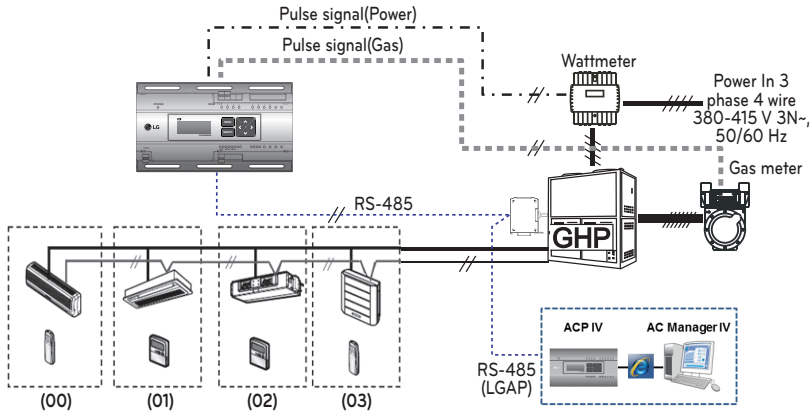 Pulse signal(Power)
Pulse signal(Gas)
Wattmeter
Power In 3
phase 4 wire
380-415 V 3N~,
50/60 Hz
Gas meter
LG
RS-485
GHP
ACP IV
AC Manager IV
RS-485
(LGAP)
(00)
(01)
(02)
(03)